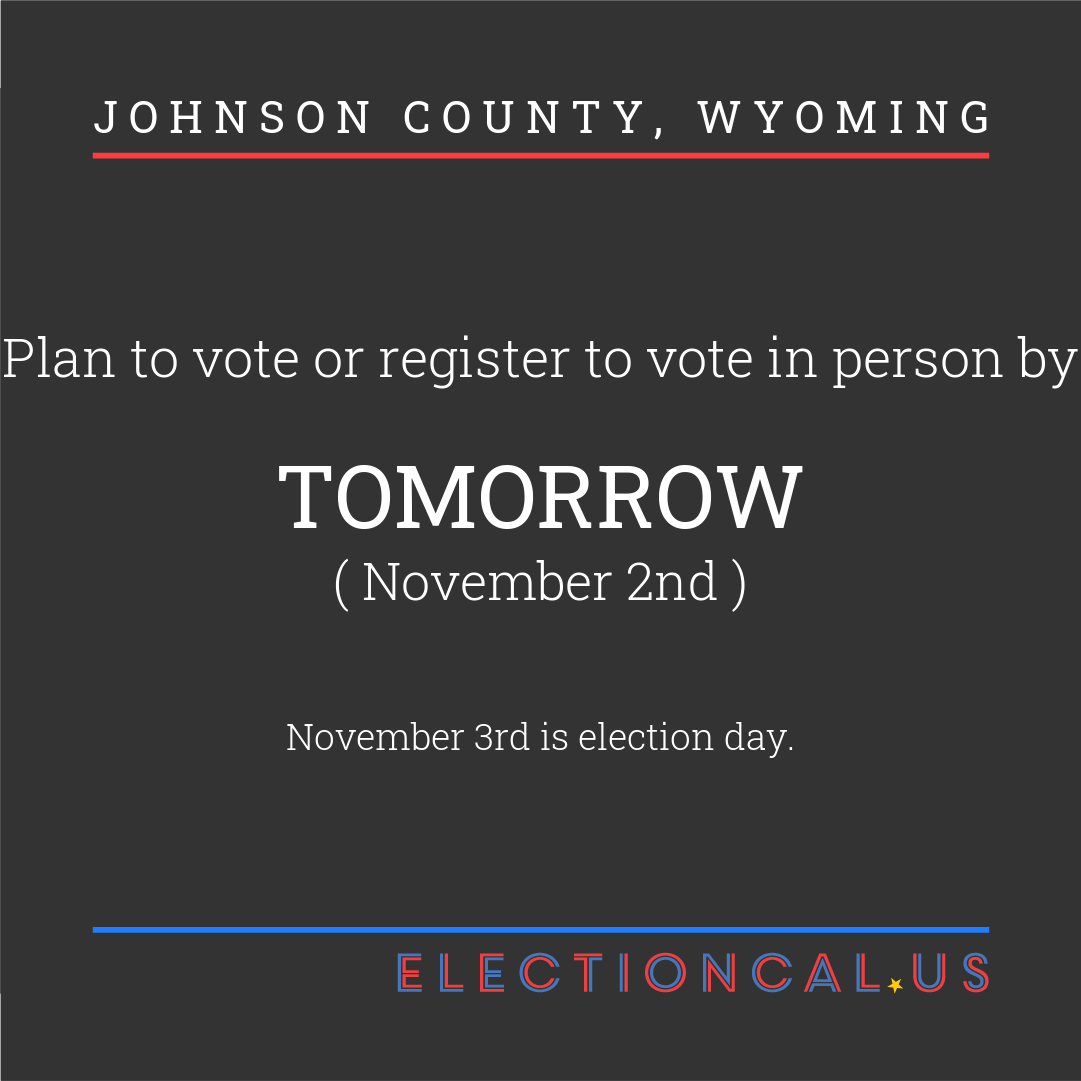 JOHNSON COUNTY, WYOMING
Plan to vote or register to vote in person by
TOMORROW
( November 2nd )
November 3rd is election day.
ELECTIONCAL.US